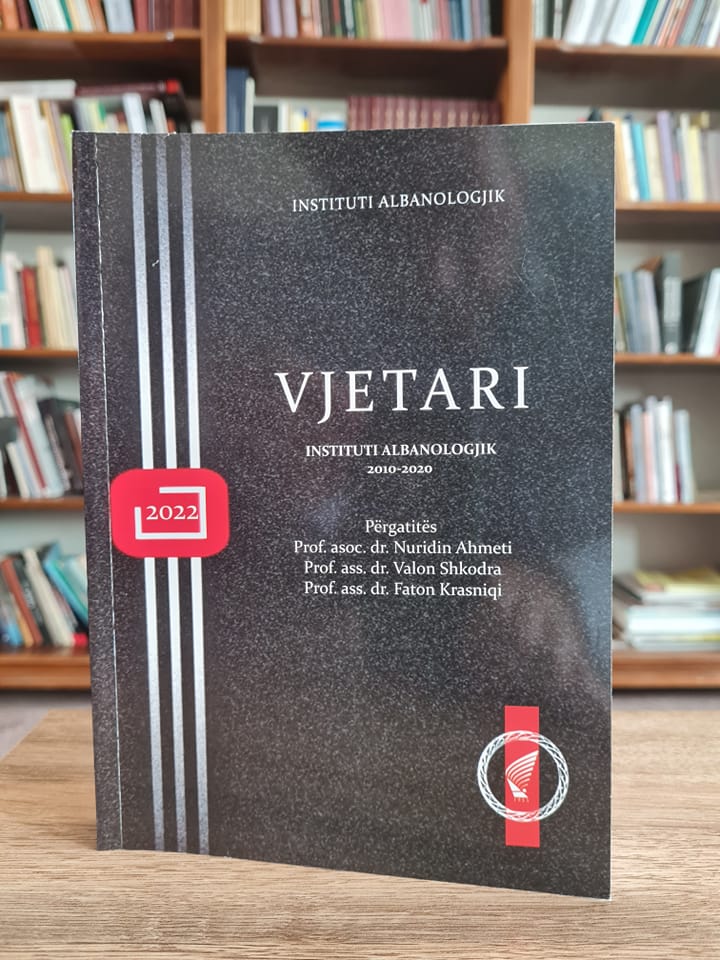 INSTITUTI ALBANOLOGJIK
VJETARI
INSTITUTI ALBANOLOGJIK
2010-2020
2022
Përgatitës
Prof. asoc. dr. Nuridin Ahmeti
Prof. ass. dr. Valon Shkodra
Prof. ass. dr. Faton Krasniqi